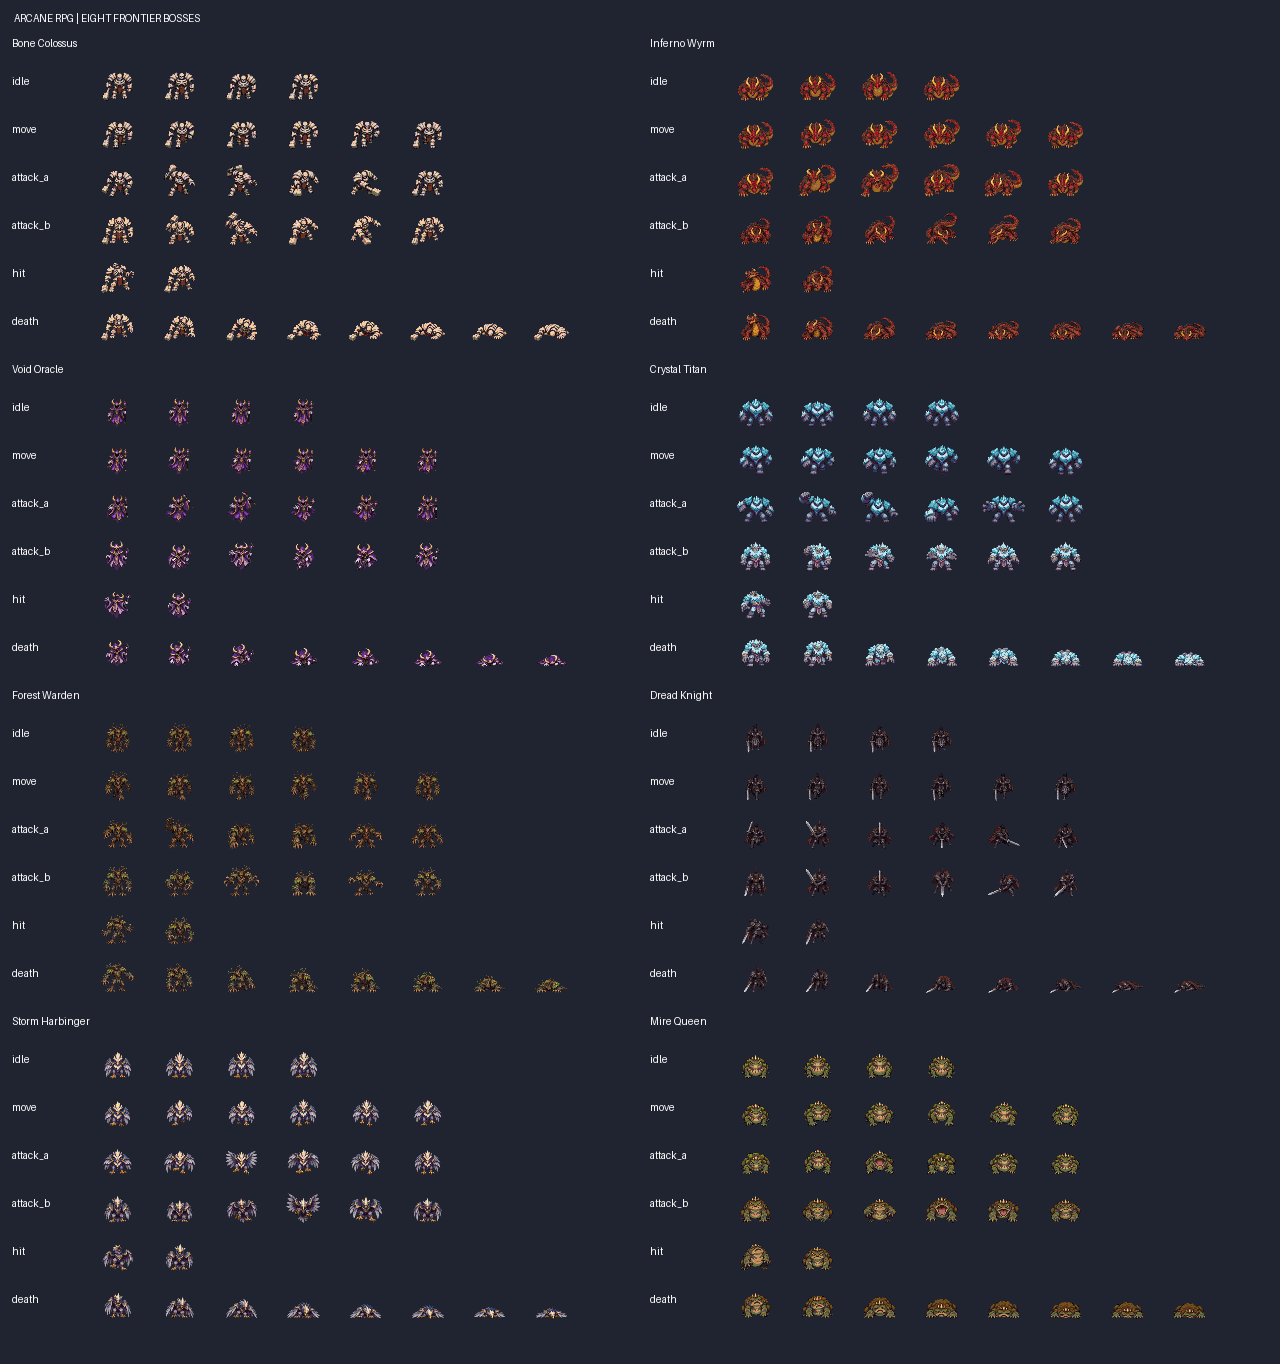 ARCANE RPG | EIGHT FRONTIER BOSSES
Bone Colossus
idle
move
attack_a
attack_b
hit
death
Inferno Wyrm
idle
move
attack_a
attack_b
hit
death
Void Oracle
idle
move
attack_a
attack_b
hit
death
Crystal Titan
idle
move
attack_a
attack_b
hit
death
Forest Warden
idle
move
attack_a
attack_b
hit
death
Dread Knight
idle
move
attack_a
attack_b
hit
death
Storm Harbinger
idle
move
attack_a
attack_b
hit
death
Mire Queen
idle
move
attack_a
attack_b
hit
death